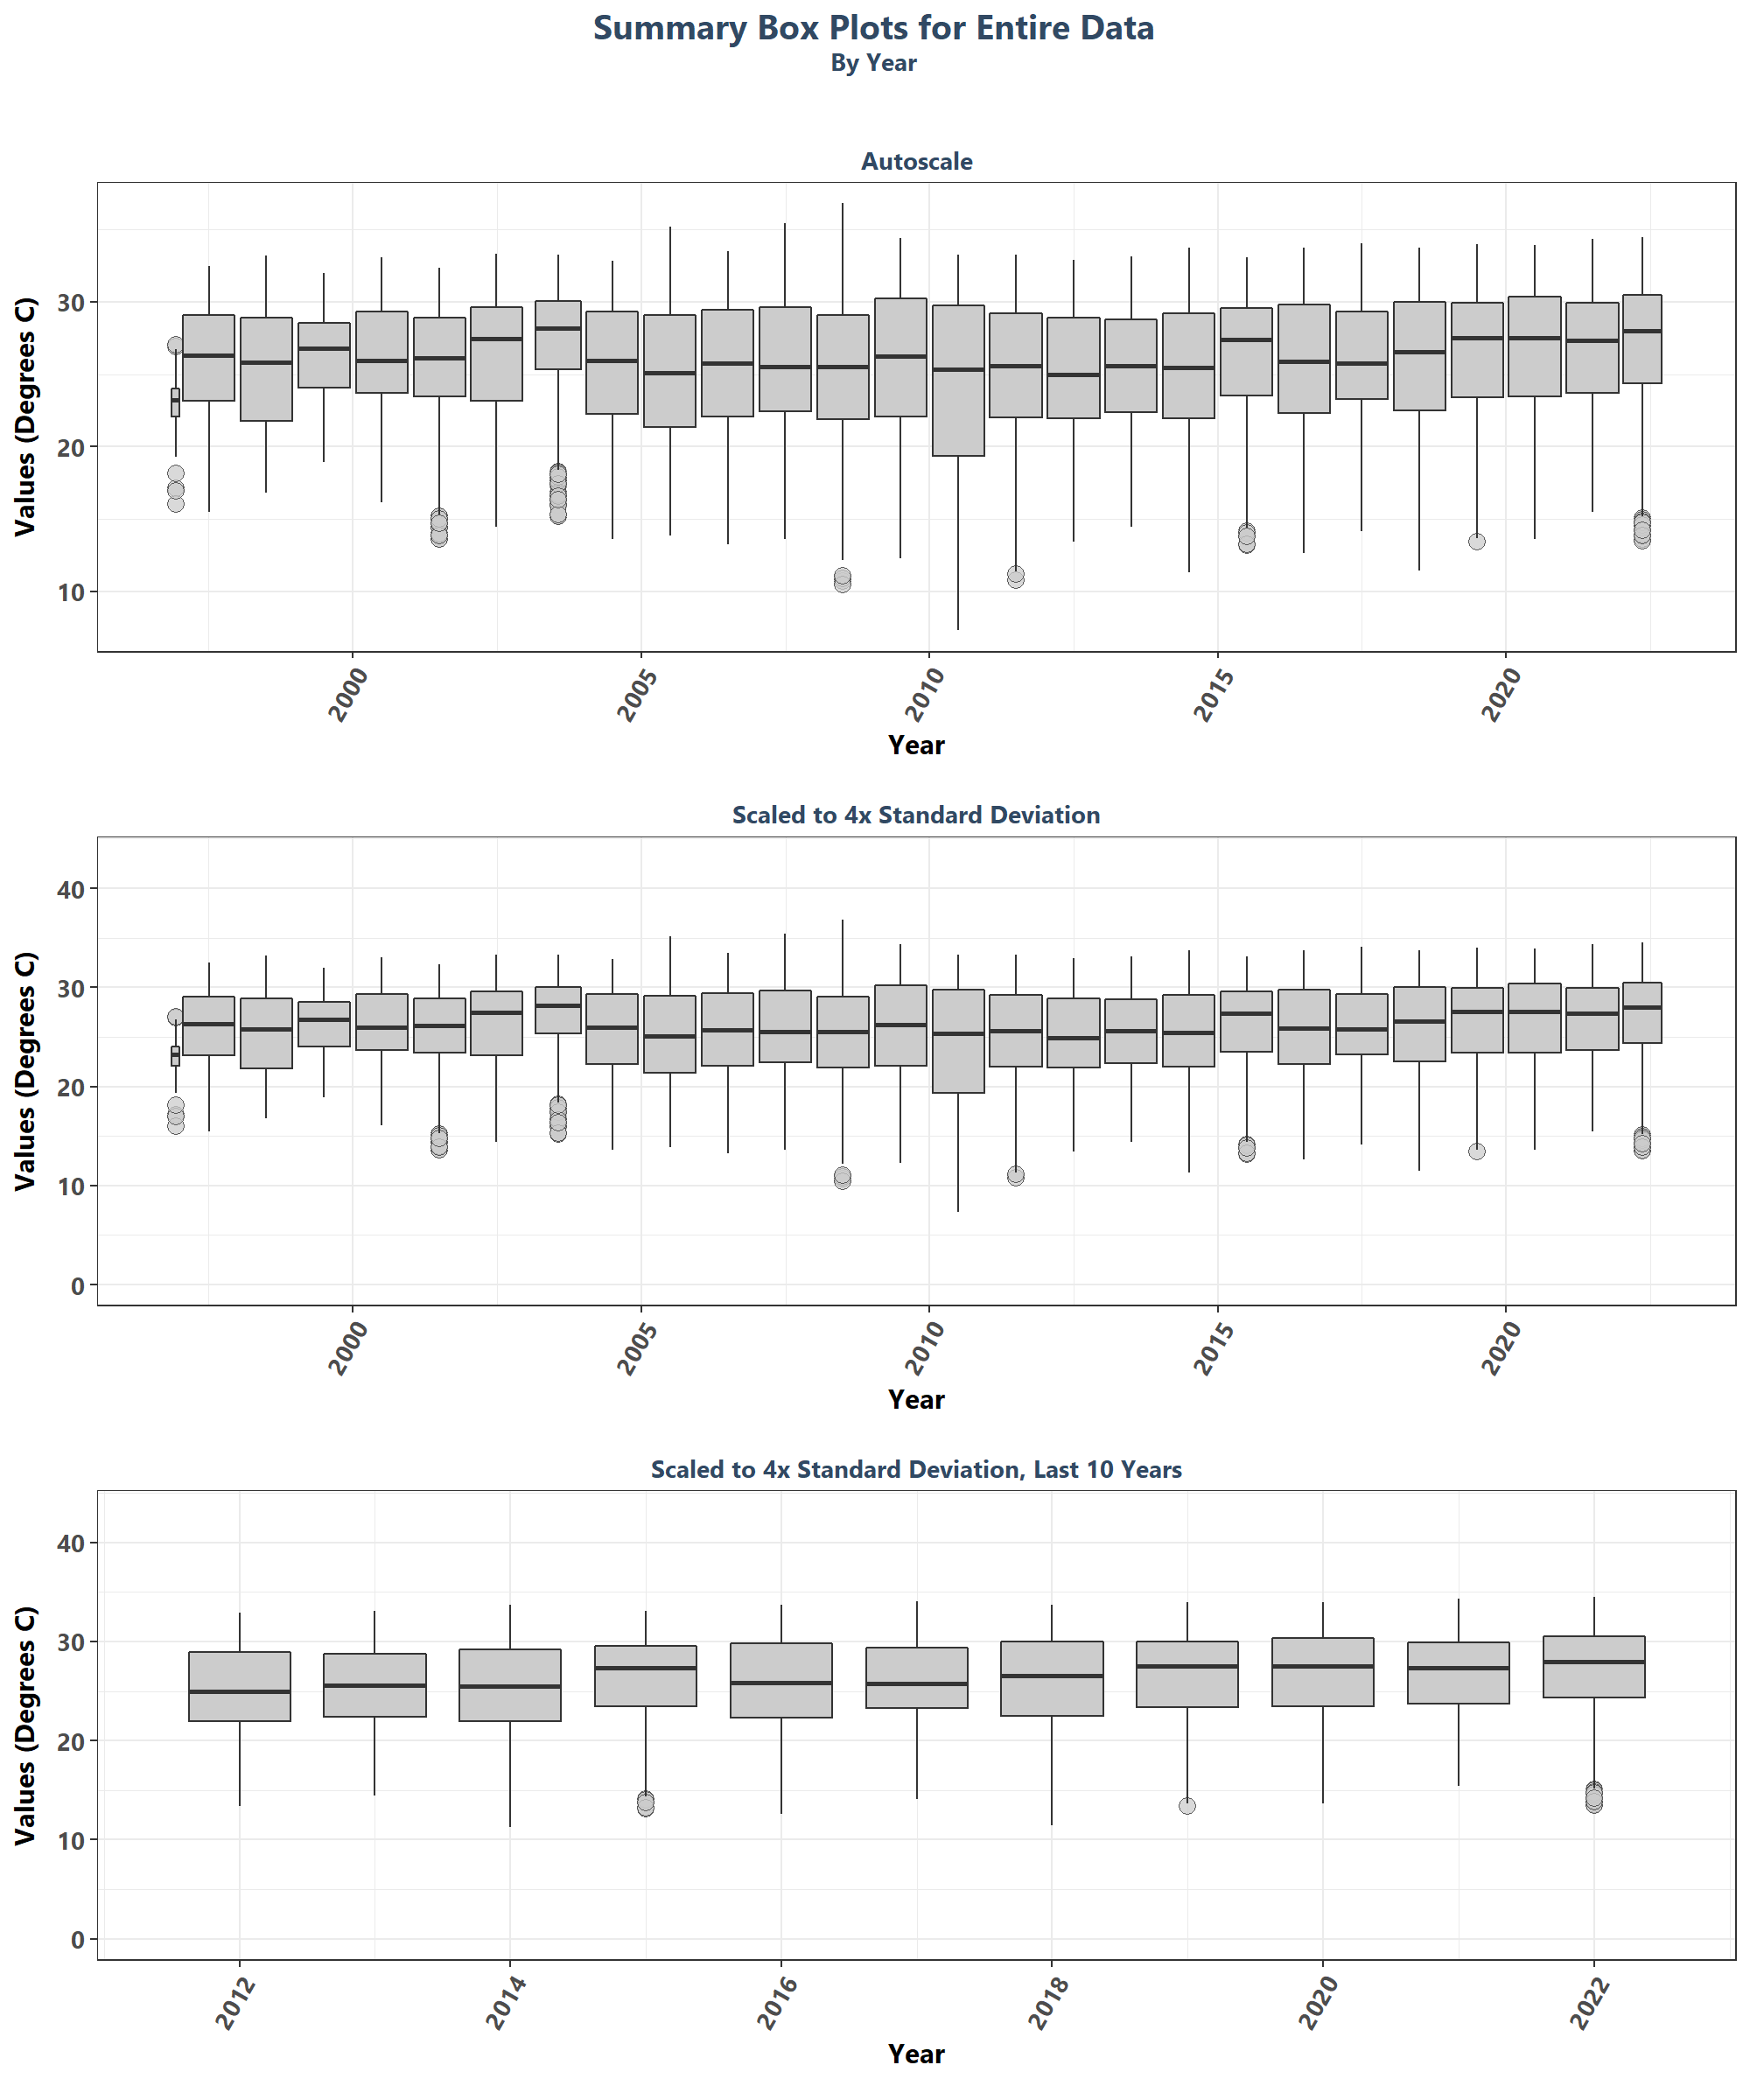 Summary Box Plots for Entire Data
By Year
Autoscale
Values (Degrees C)
30
20
10
2000
2005
2010
2015
2020
Year
Scaled to 4x Standard Deviation
Values (Degrees C)
40
30
20
10
0
2000
2005
2010
2015
2020
Year
Scaled to 4x Standard Deviation, Last 10 Years
Values (Degrees C)
40
30
20
10
0
2012
2014
2016
2018
2020
2022
Year